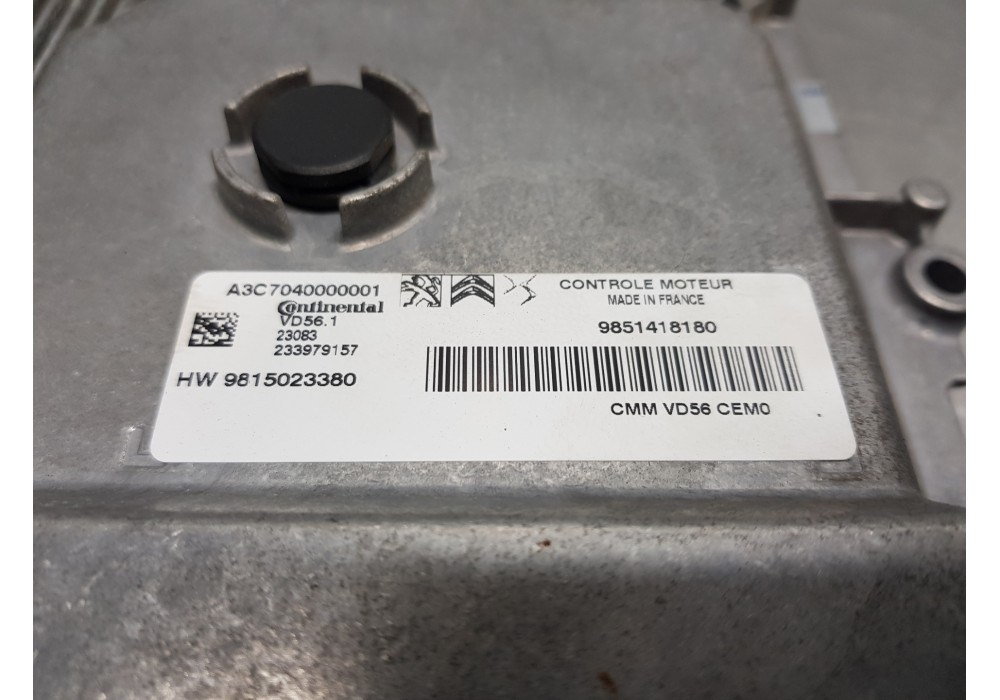 A3C7040000001
Continental
VD56.1
23083
233979157
HW 9815023380
CONTROLE MOTEUR
MADE IN FRANCE
9851418180
CMM VD56 CEM0